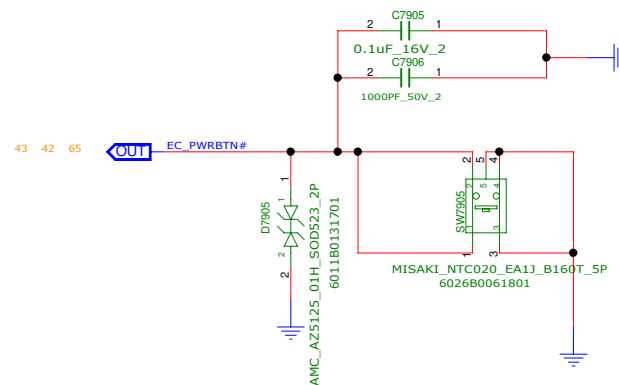 C7905
2 1
0.1uF_16V_2
C7906
2 1
1000PF_50V_2
43 42 65
OUT
EC_PWRBTN#
1
D7905
1
2
2
AMC_AZ5125_01H_SOD523_2P
6011B0131701
2 5 4
SW7905
2 5 4
1 3
1 3
MISAKI_NTC020_EA1J_B160T_5P
6026B0061801